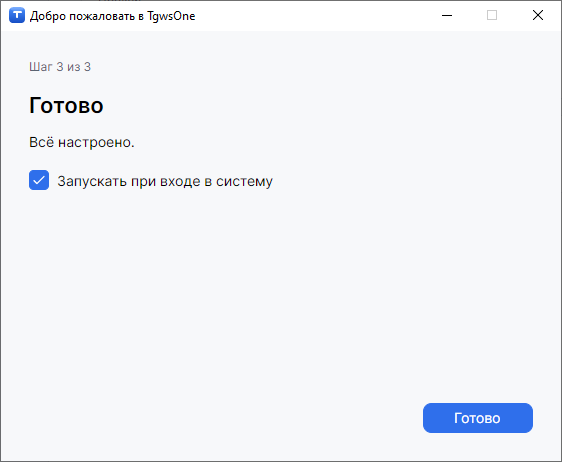 Добро пожаловать в TgwsOne
Шаг 3 из 3
Готово
Всё настроено.
Запускать при входе в систему
Готово